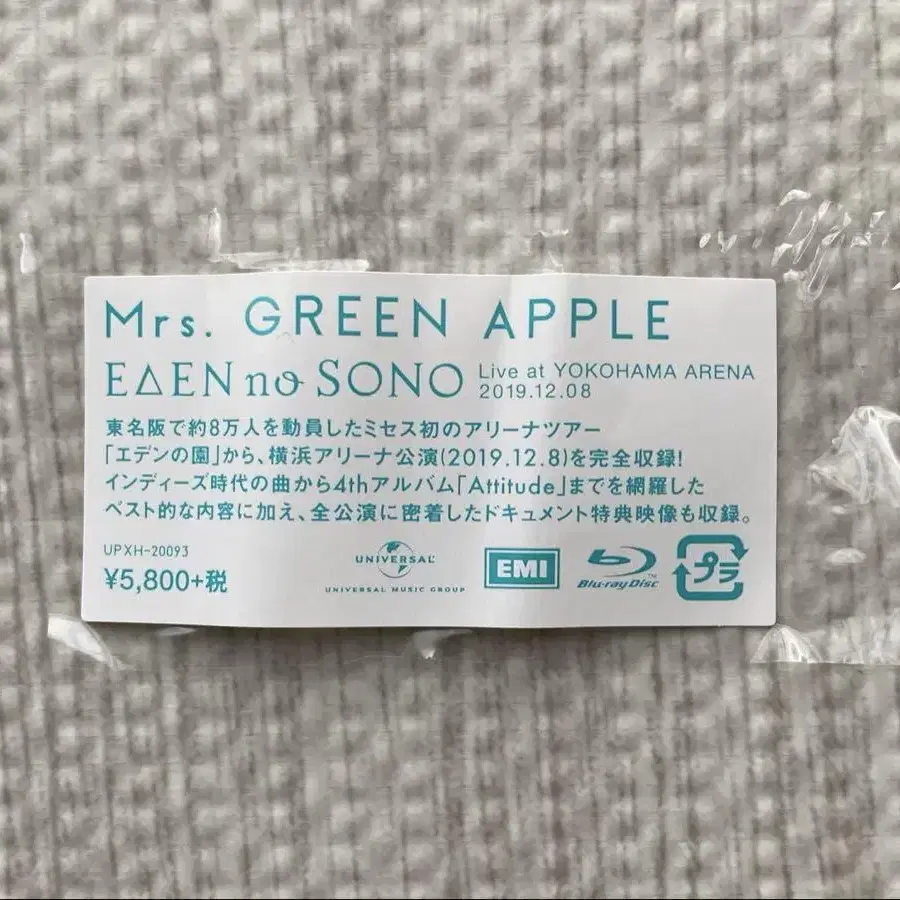 Mrs. GREEN APPLE
E△EN no SONO Live at YOKOHAMA ARENA
2019.12.08
東名阪で約8万人を動員したミセス初のアリーナツアー
「エデンの園」から、横浜アリーナ公演(2019.12.8)を完全収録!
インディーズ時代の曲から4thアルバム「Attitude」までを網羅した
ベスト的な内容に加え、全公演に密着したドキュメント特典映像も収録。
UPXH-20093
¥5,800+税
UNIVERSAL
UNIVERSAL MUSIC GROUP
EMI
Blu-ray Disc™
プラ